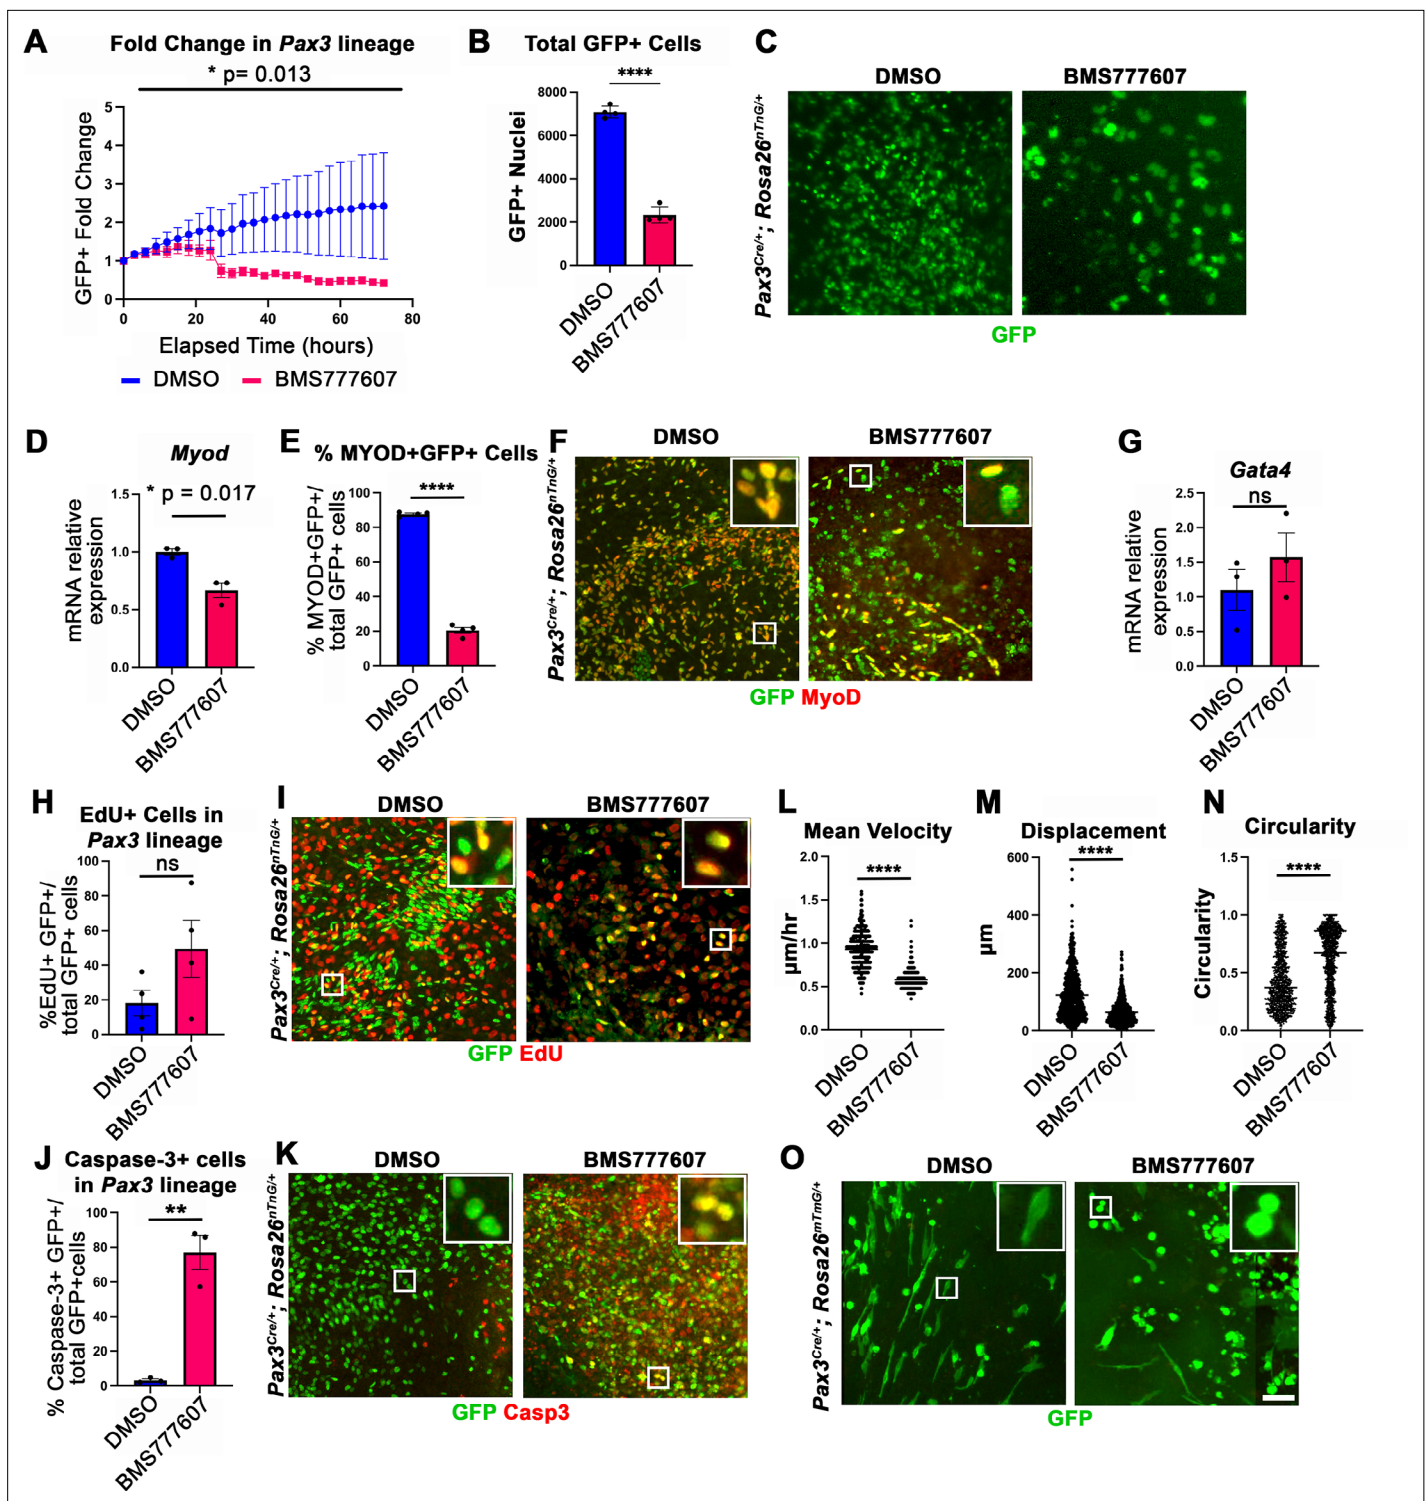 A
Fold Change in Pax3 lineage
* p= 0.013
GFP+ Fold Change
5
4
3
2
1
0
0 20 40 60 80
Elapsed Time (hours)
DMSO BMS777607
B
Total GFP+ Cells
****
GFP+ Nuclei
8000
6000
4000
2000
0
DMSO
BMS777607
C
DMSO BMS777607
Pax3Cre/+; Rosa26nTnG/+
GFP
D
Myod
* p = 0.017
mRNA relative
expression
1.5
1.0
0.5
0.0
DMSO
BMS777607
E
% MYOD+GFP+ Cells
****
% MYOD+GFP+/
total GFP+ cells
100
80
60
40
20
0
DMSO
BMS777607
F
DMSO BMS777607
Pax3Cre/+; Rosa26nTnG/+
GFP MyoD
G
Gata4
ns
mRNA relative
expression
2.5
2.0
1.5
1.0
0.5
0.0
DMSO
BMS777607
H
EdU+ Cells in
Pax3 lineage
ns
%EdU+ GFP+/
total GFP+ cells
100
80
60
40
20
0
DMSO
BMS777607
I
DMSO BMS777607
Pax3Cre/+; Rosa26nTnG/+
GFP EdU
L
Mean Velocity
****
µm/hr
2.0
1.5
1.0
0.5
0.0
DMSO
BMS777607
M
Displacement
****
µm
600
400
200
0
DMSO
BMS777607
N
Circularity
****
Circularity
1.5
1.0
0.5
0.0
DMSO
BMS777607
J
Caspase-3+ cells
in Pax3 lineage
**
% Caspase-3+ GFP+/
total GFP+cells
100
80
60
40
20
0
DMSO
BMS777607
K
DMSO BMS777607
Pax3Cre/+; Rosa26nTnG/+
GFP Casp3
O
DMSO BMS777607
Pax3Cre/+; Rosa26mTmG/+
GFP